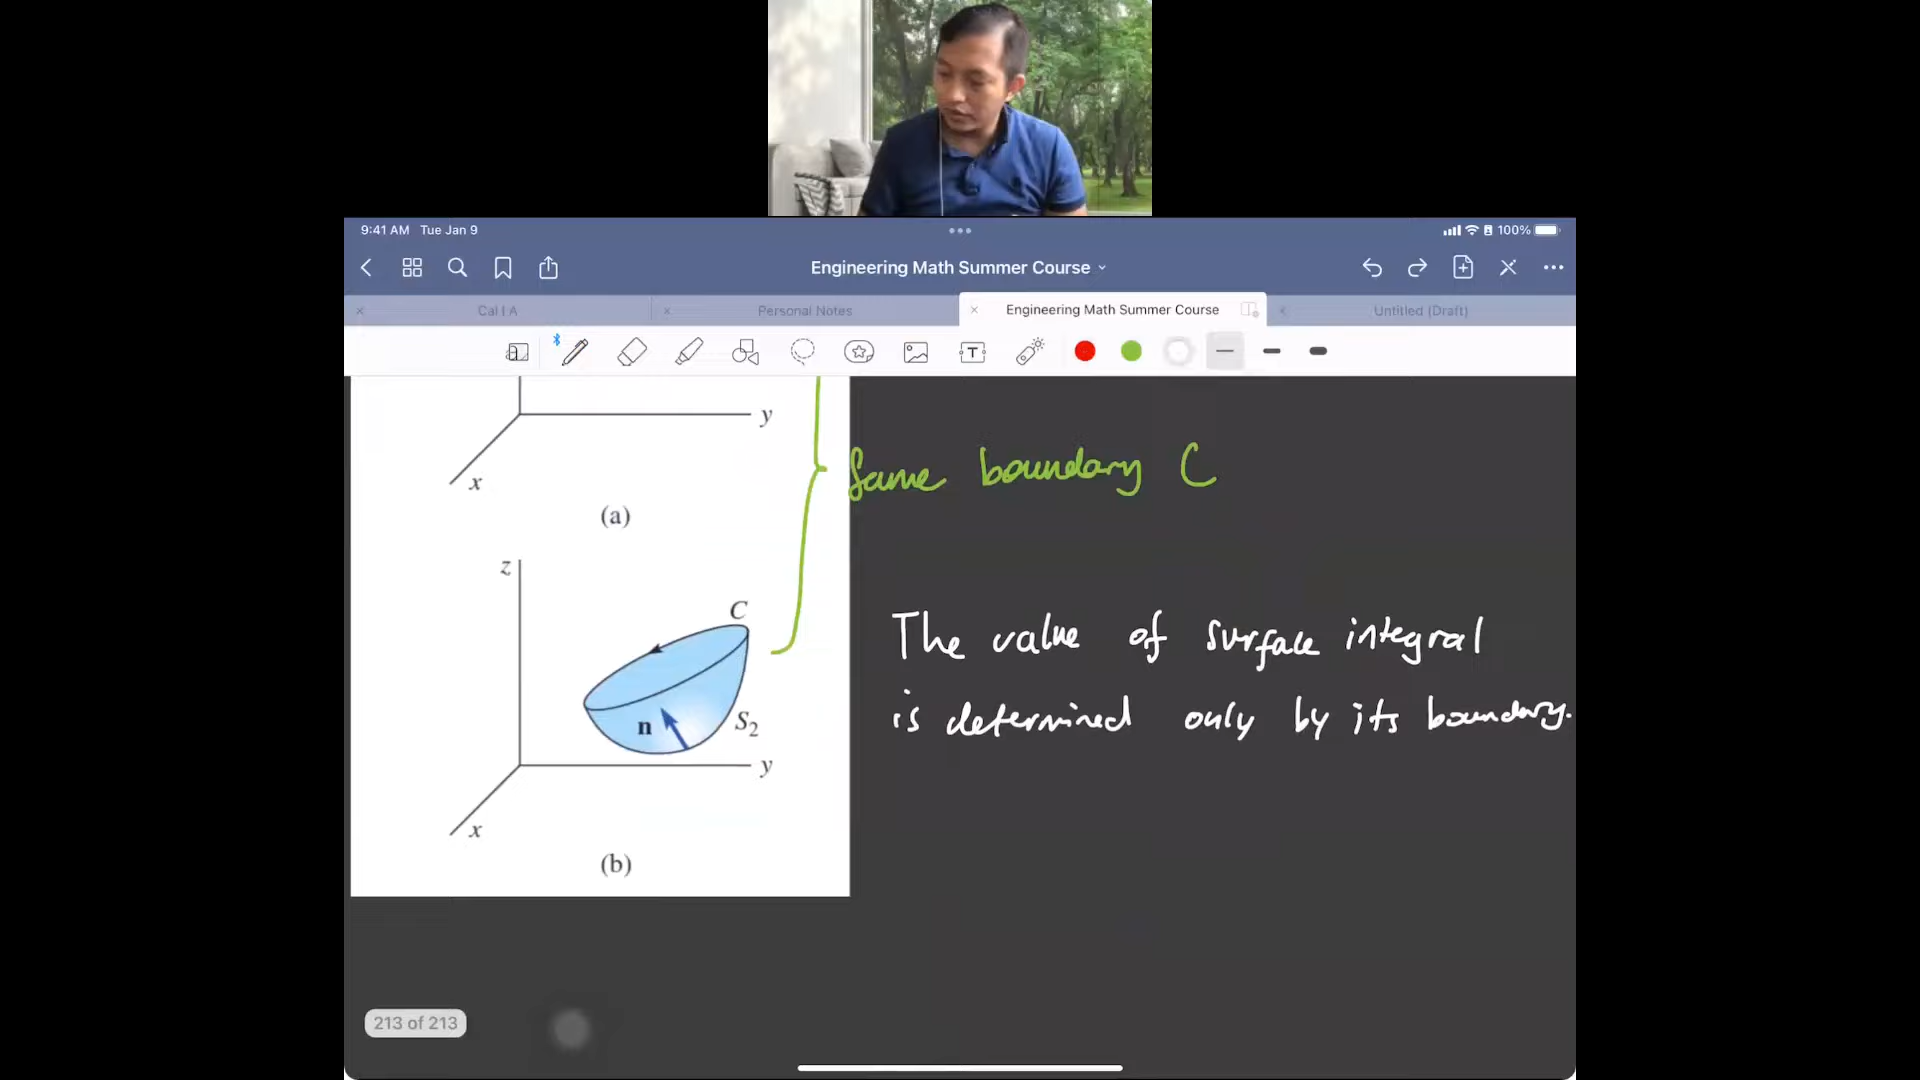 9:41 AM Tue Jan 9
100%
Engineering Math Summer Course
Cal I A
Personal Notes
Engineering Math Summer Course
Untitled (Draft)
T
y
x
(a)
Same boundary C
z
C
n
S2
y
x
(b)
The value of surface integral
is determined only by its boundary.
213 of 213